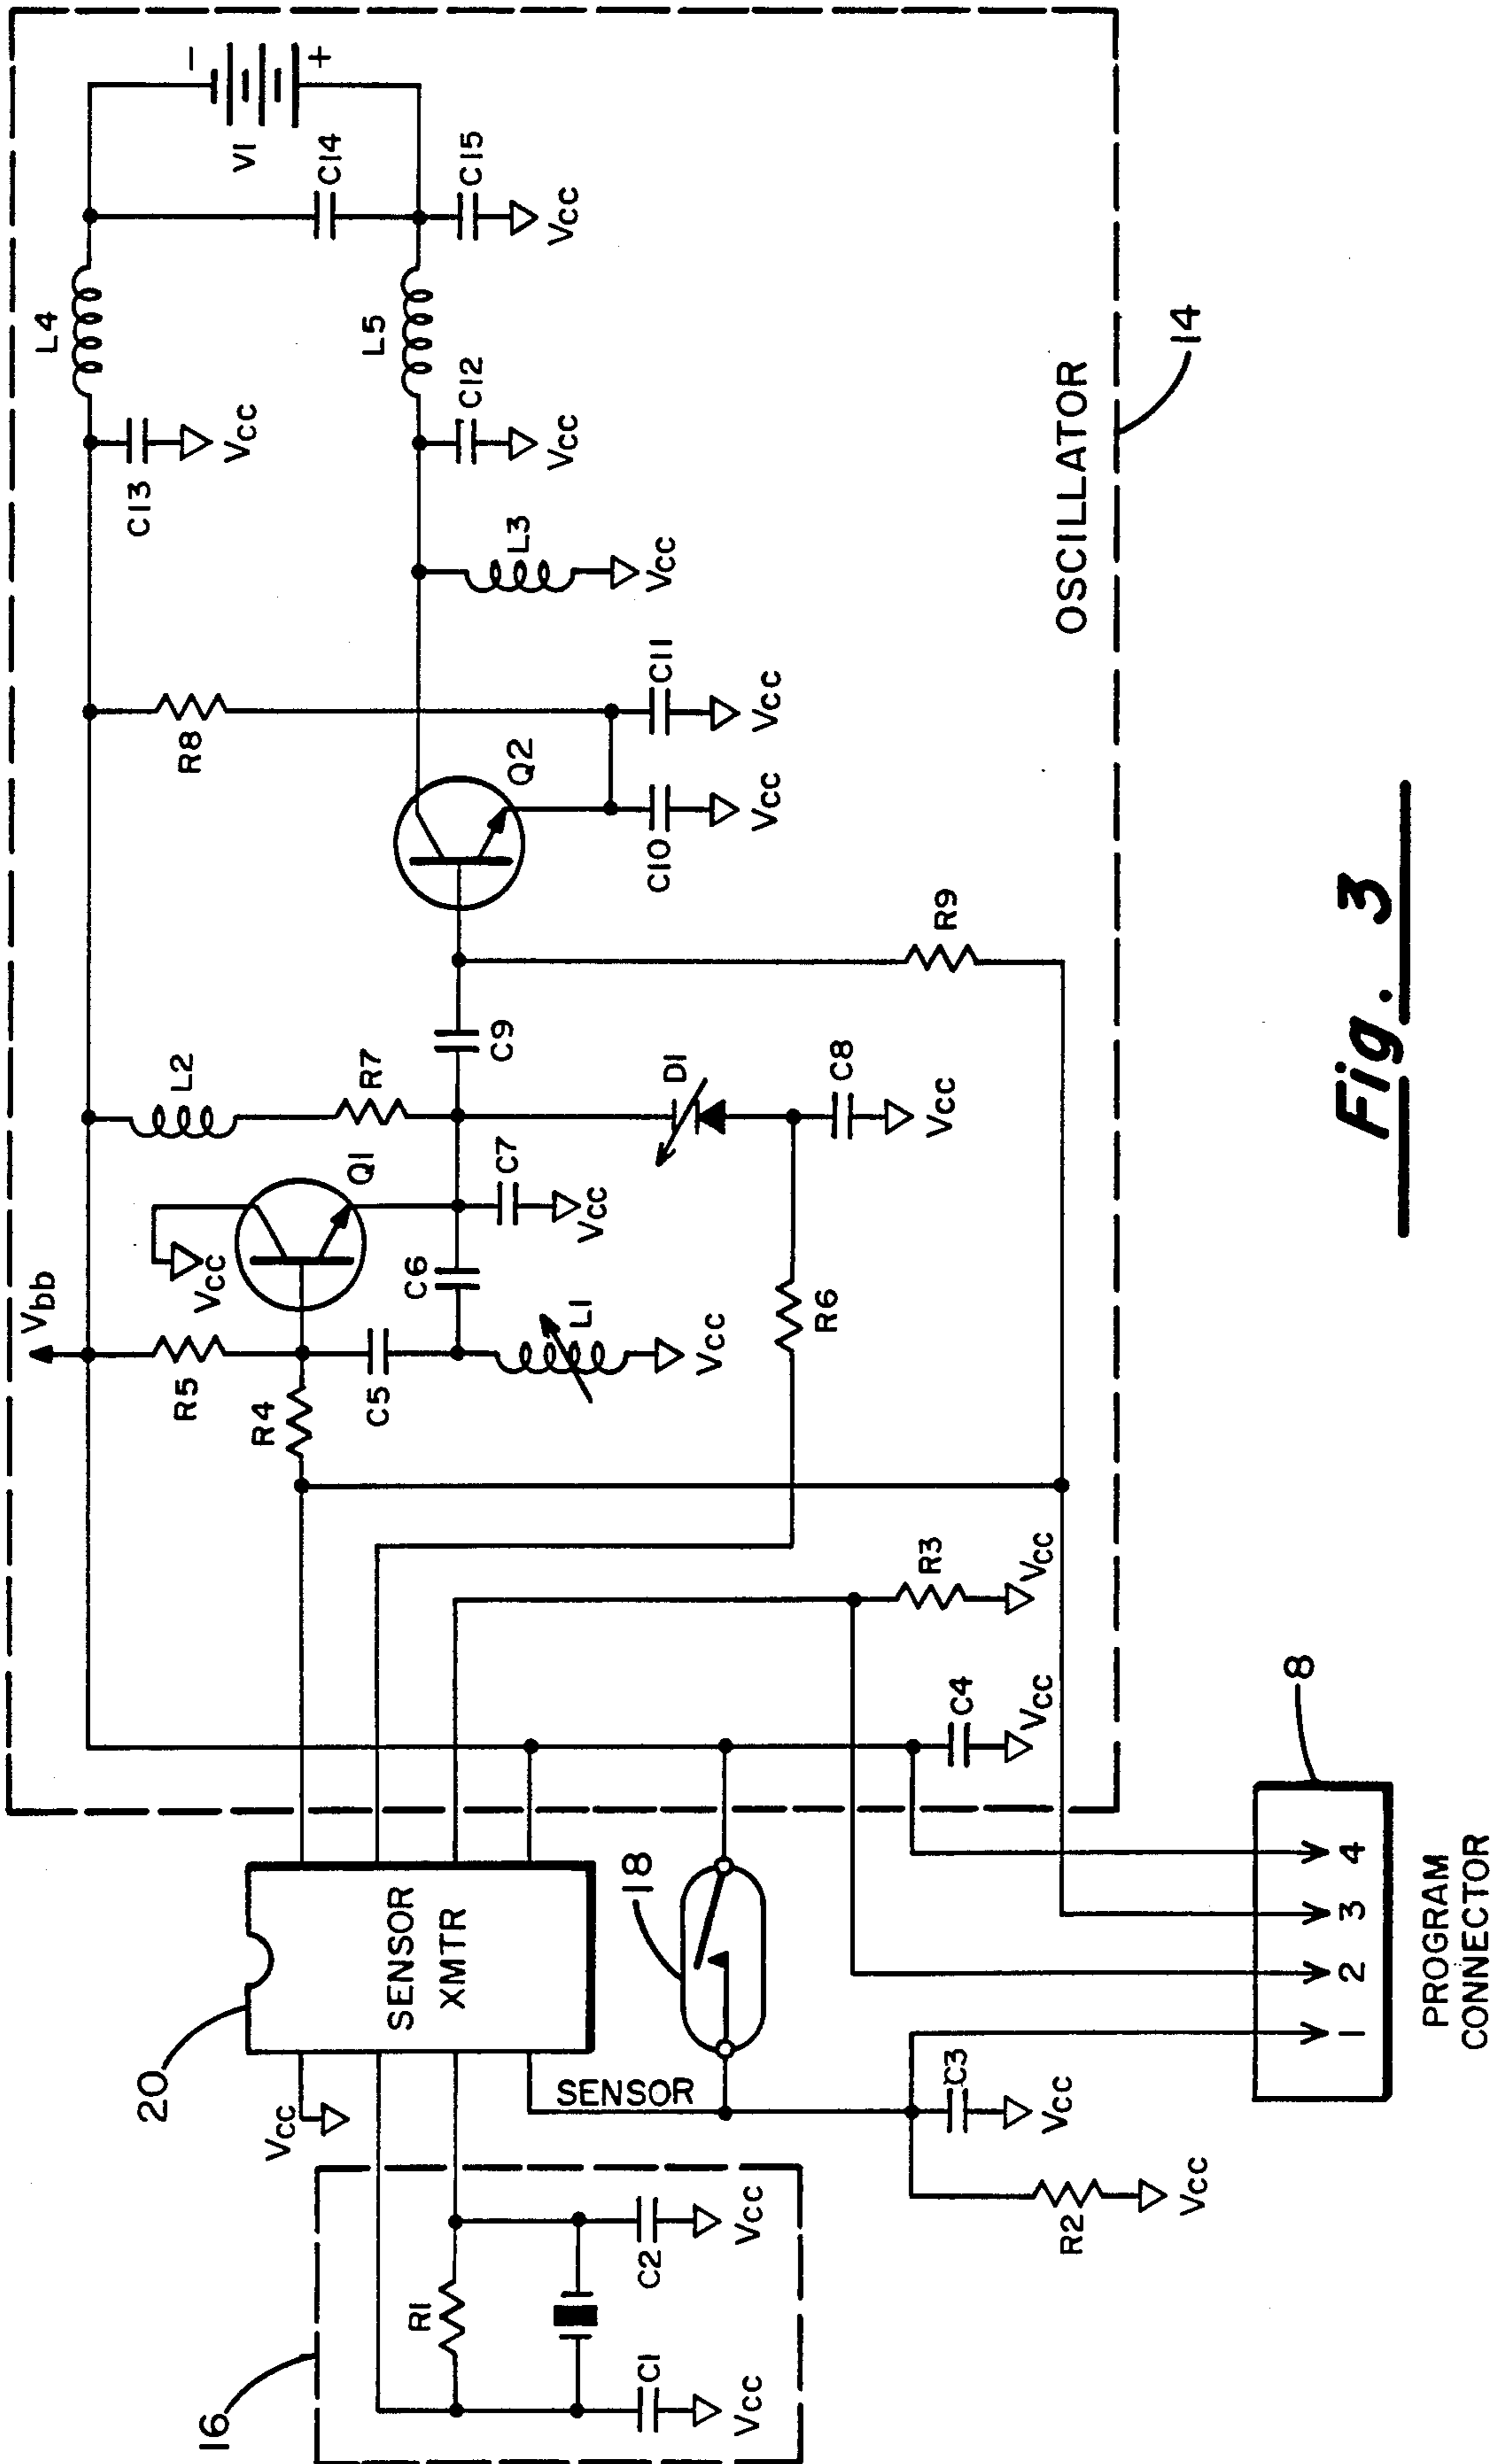 Vbb
L4
V1
-
+
C13
Vcc
C14
L5
C15
Vcc
C12
Vcc
L3
Vcc
R8
C11
Vcc
Q2
C10
Vcc
R9
L2
R7
C9
D1
C8
Vcc
Q1
Vcc
C7
Vcc
C6
R5
R4
C5
L1
Vcc
R6
R3
Vcc
C4
Vcc
OSCILLATOR
14
20
SENSOR
XMTR
Vcc
SENSOR
18
C3
Vcc
R2
Vcc
16
R1
C1
Vcc
C2
Vcc
8
1 2 3 4
PROGRAM
CONNECTOR
Fig. 3